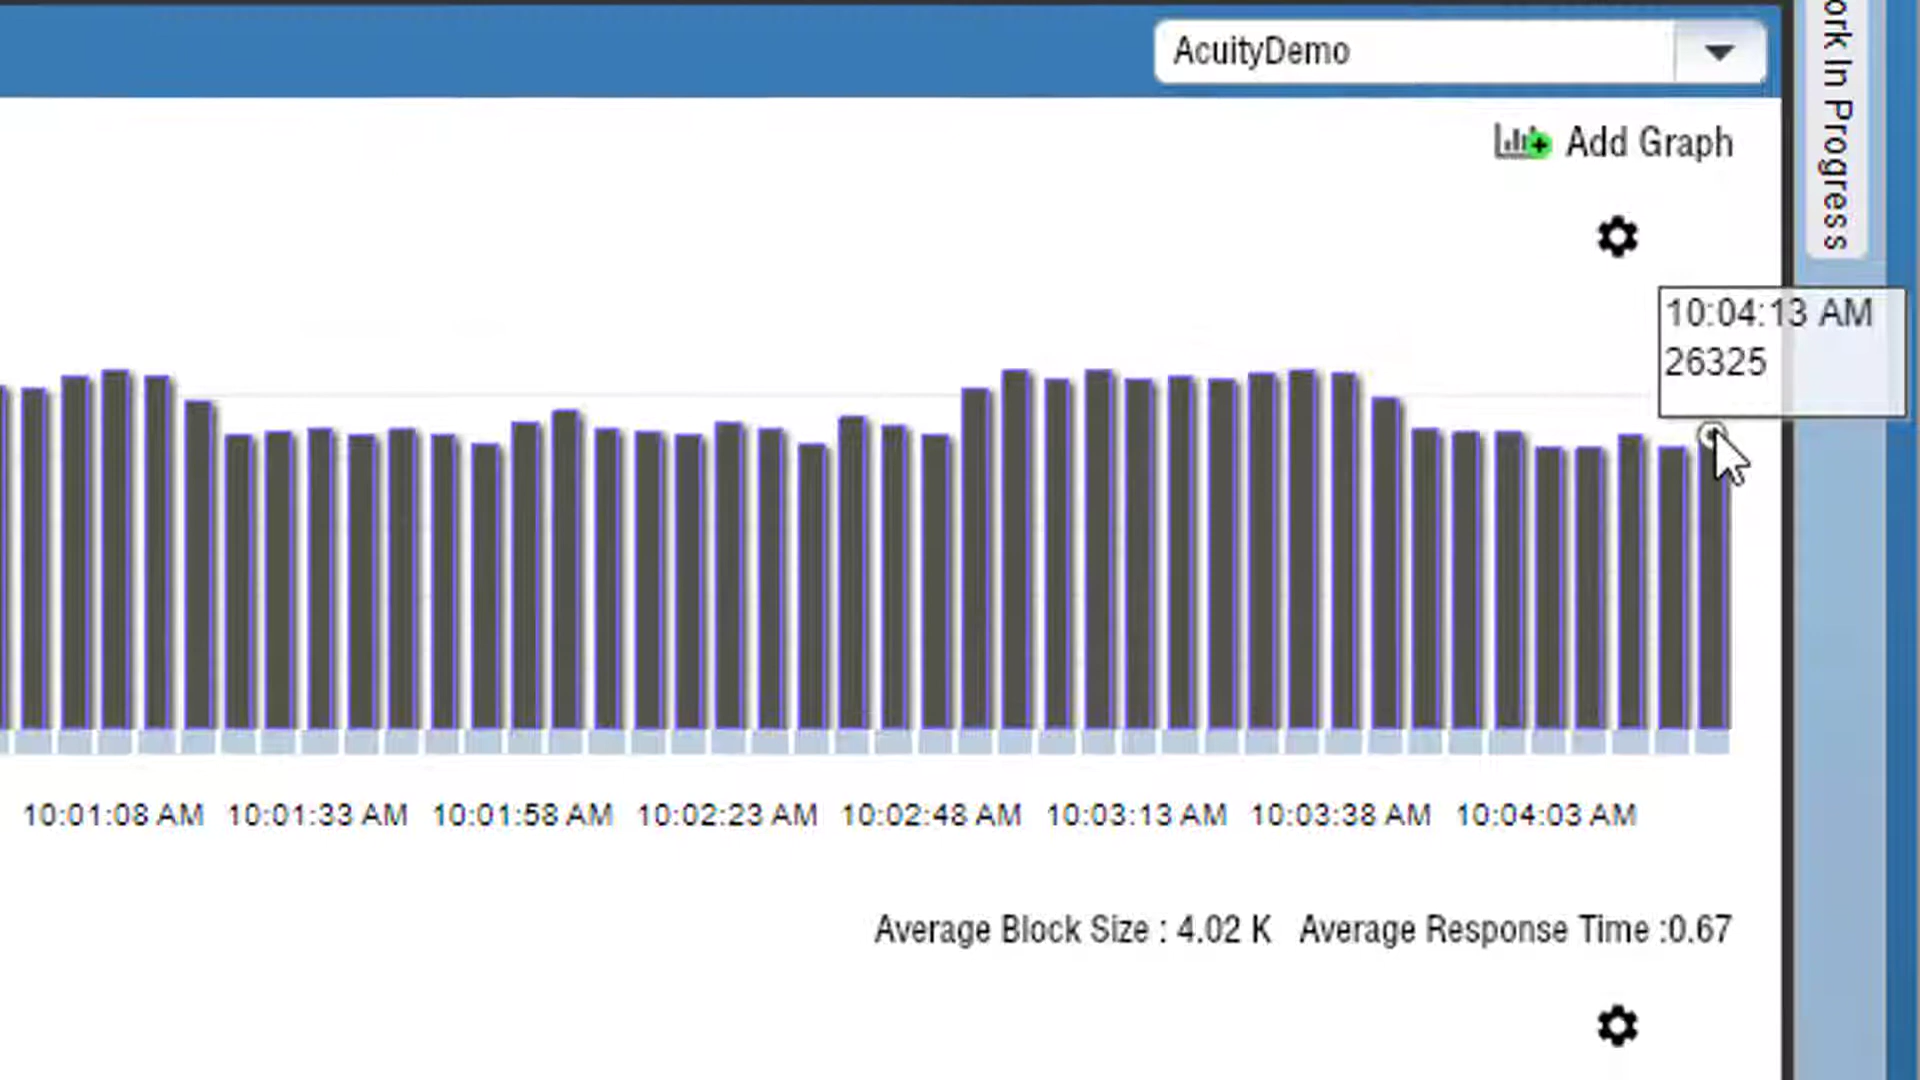 AcuityDemo
Add Graph
ork In Progress
10:04:13 AM
26325
10:01:08 AM 10:01:33 AM 10:01:58 AM 10:02:23 AM 10:02:48 AM 10:03:13 AM 10:03:38 AM 10:04:03 AM
Average Block Size : 4.02 K Average Response Time :0.67